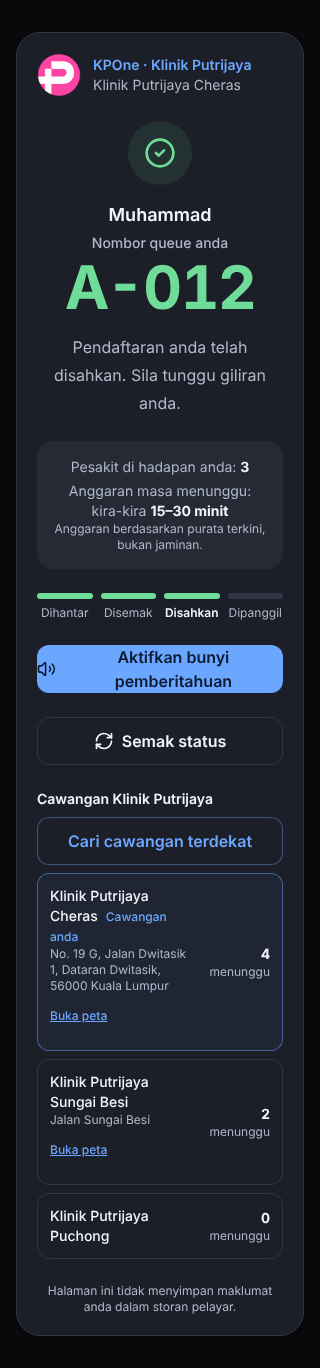 KPOne · Klinik Putrijaya
Klinik Putrijaya Cheras
Muhammad
Nombor queue anda
A-012
Pendaftaran anda telah
disahkan. Sila tunggu giliran
anda.
Pesakit di hadapan anda: 3
Anggaran masa menunggu:
kira-kira 15–30 minit
Anggaran berdasarkan purata terkini,
bukan jaminan.
Dihantar Disemak Disahkan Dipanggil
Aktifkan bunyi
pemberitahuan
Semak status
Cawangan Klinik Putrijaya
Cari cawangan terdekat
Klinik Putrijaya
Cheras Cawangan
anda
No. 19 G, Jalan Dwitasik
1, Dataran Dwitasik,
56000 Kuala Lumpur
Buka peta
4
menunggu
Klinik Putrijaya
Sungai Besi
Jalan Sungai Besi
Buka peta
2
menunggu
Klinik Putrijaya
Puchong
0
menunggu
Halaman ini tidak menyimpan maklumat
anda dalam storan pelayar.